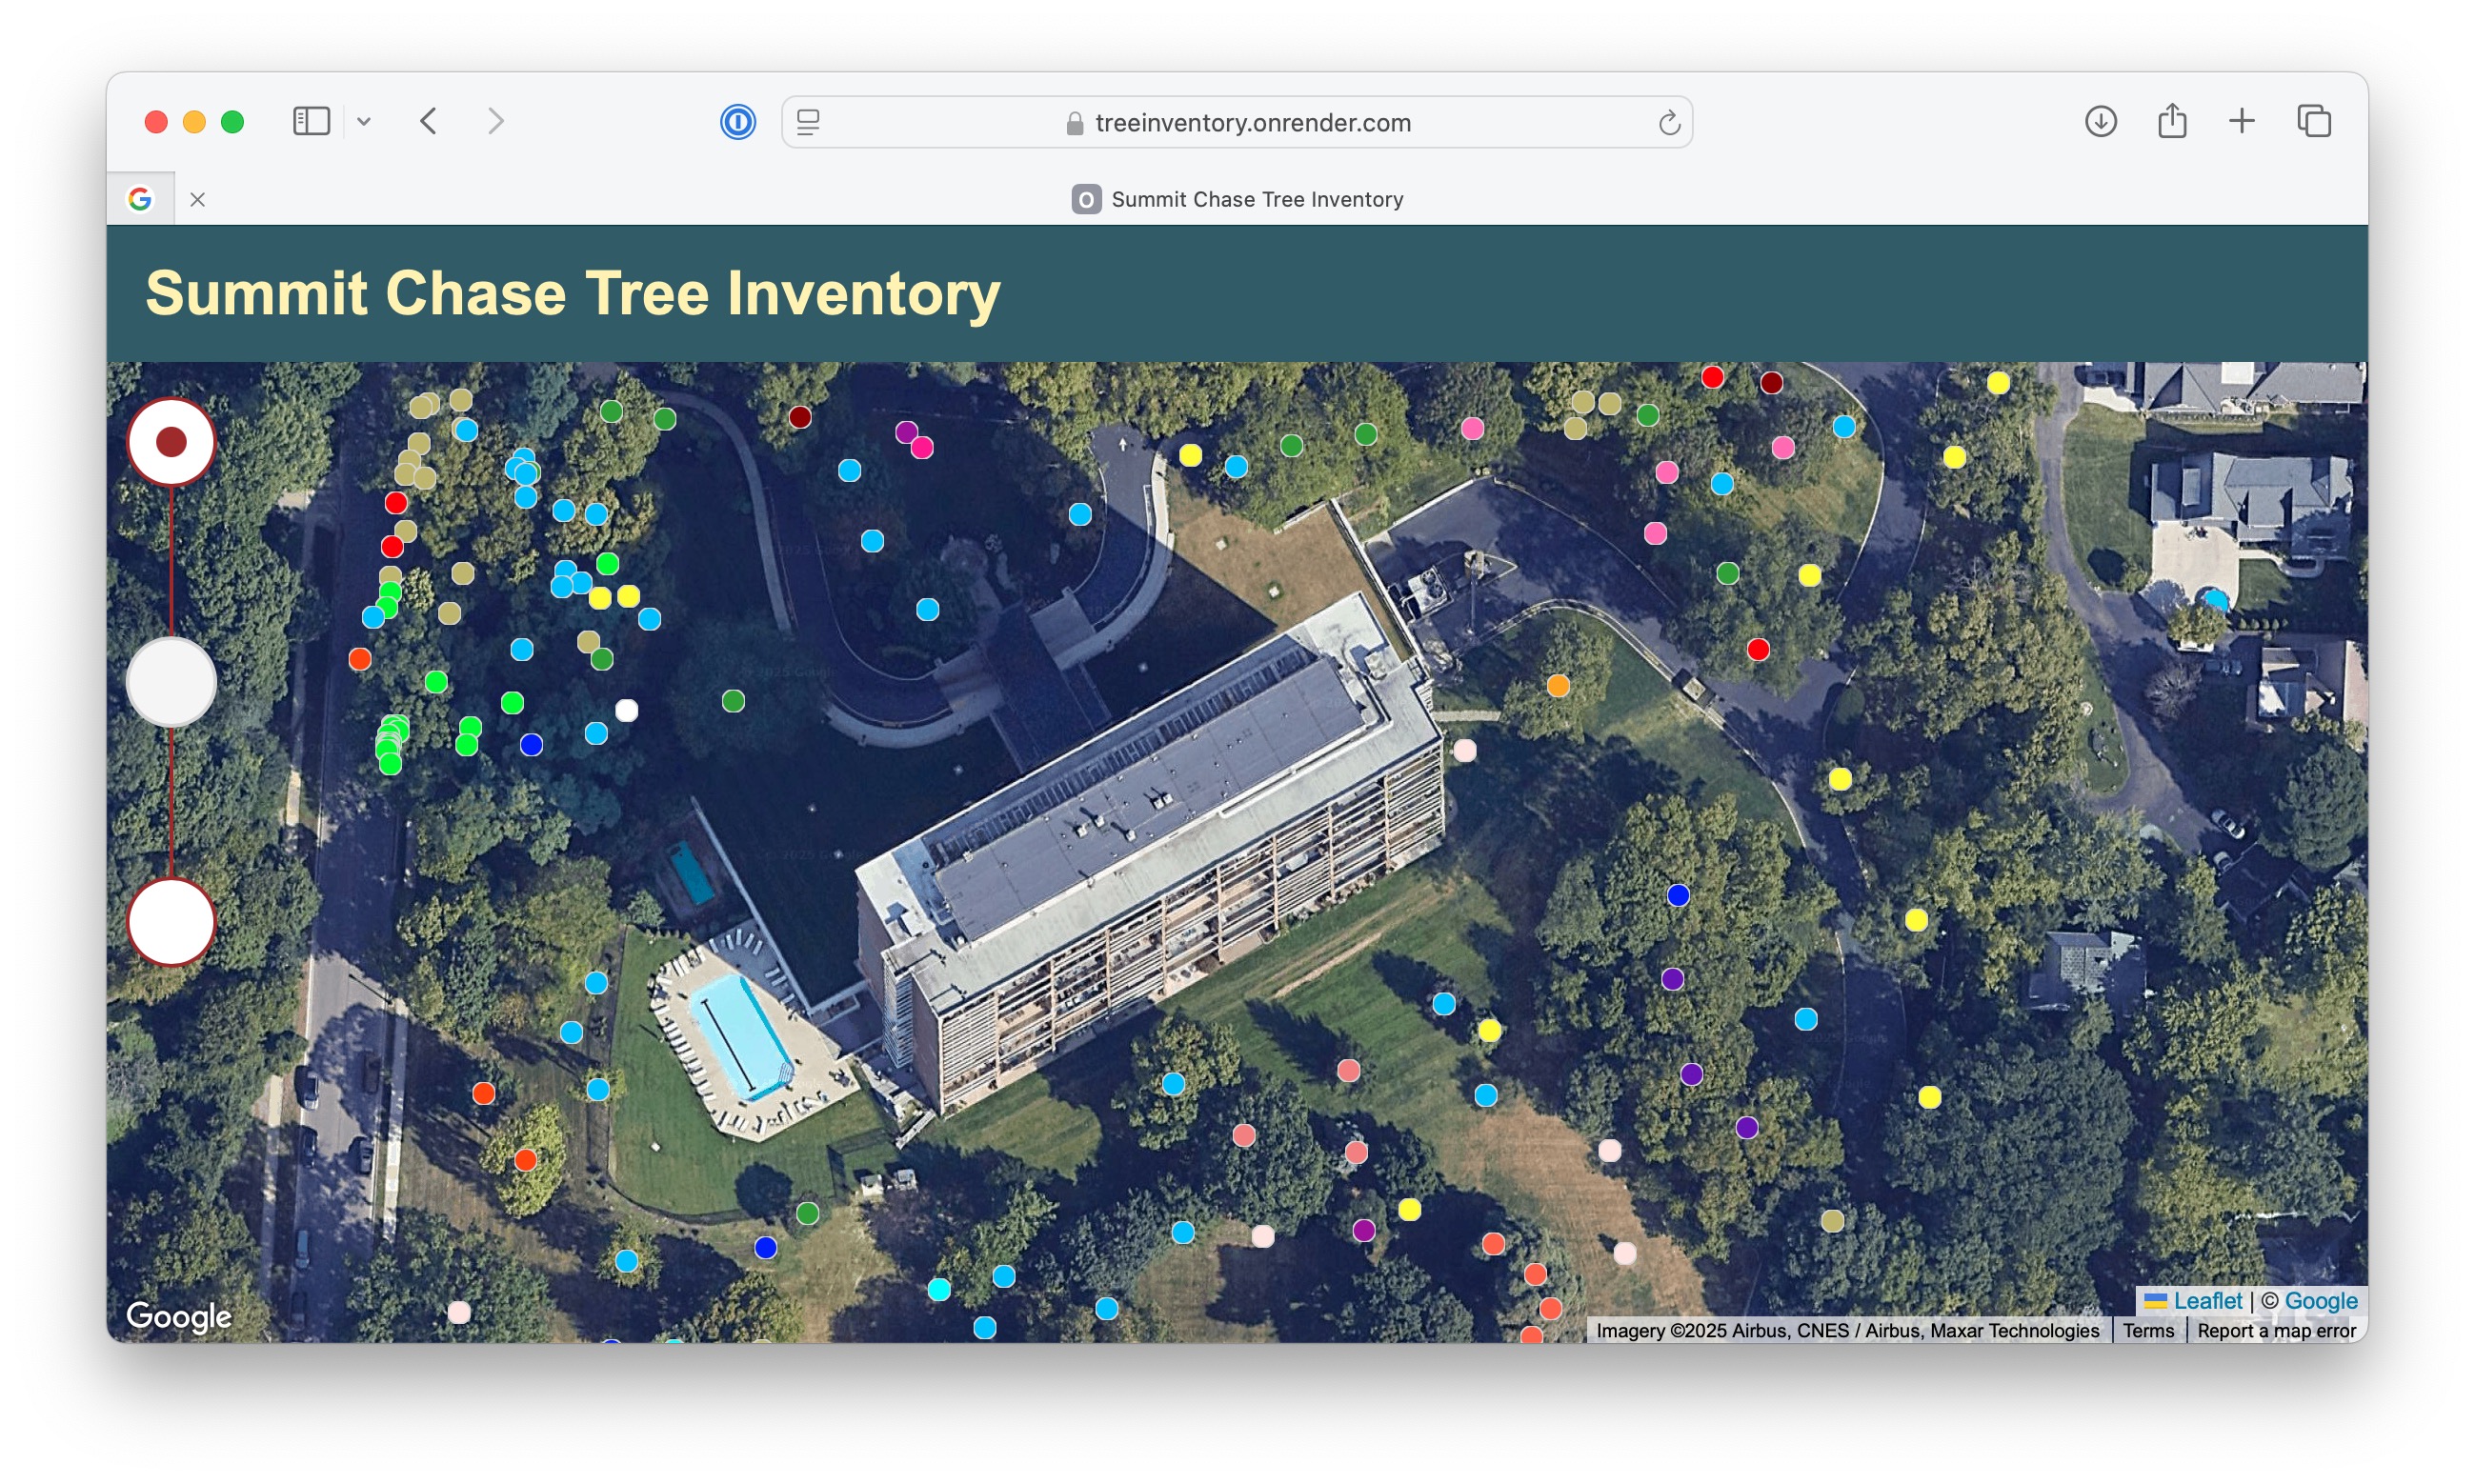 treeinventory.onrender.com
Summit Chase Tree Inventory
Summit Chase Tree Inventory
Google
Leaflet | © Google
Imagery ©2025 Airbus, CNES / Airbus, Maxar Technologies
Terms
Report a map error